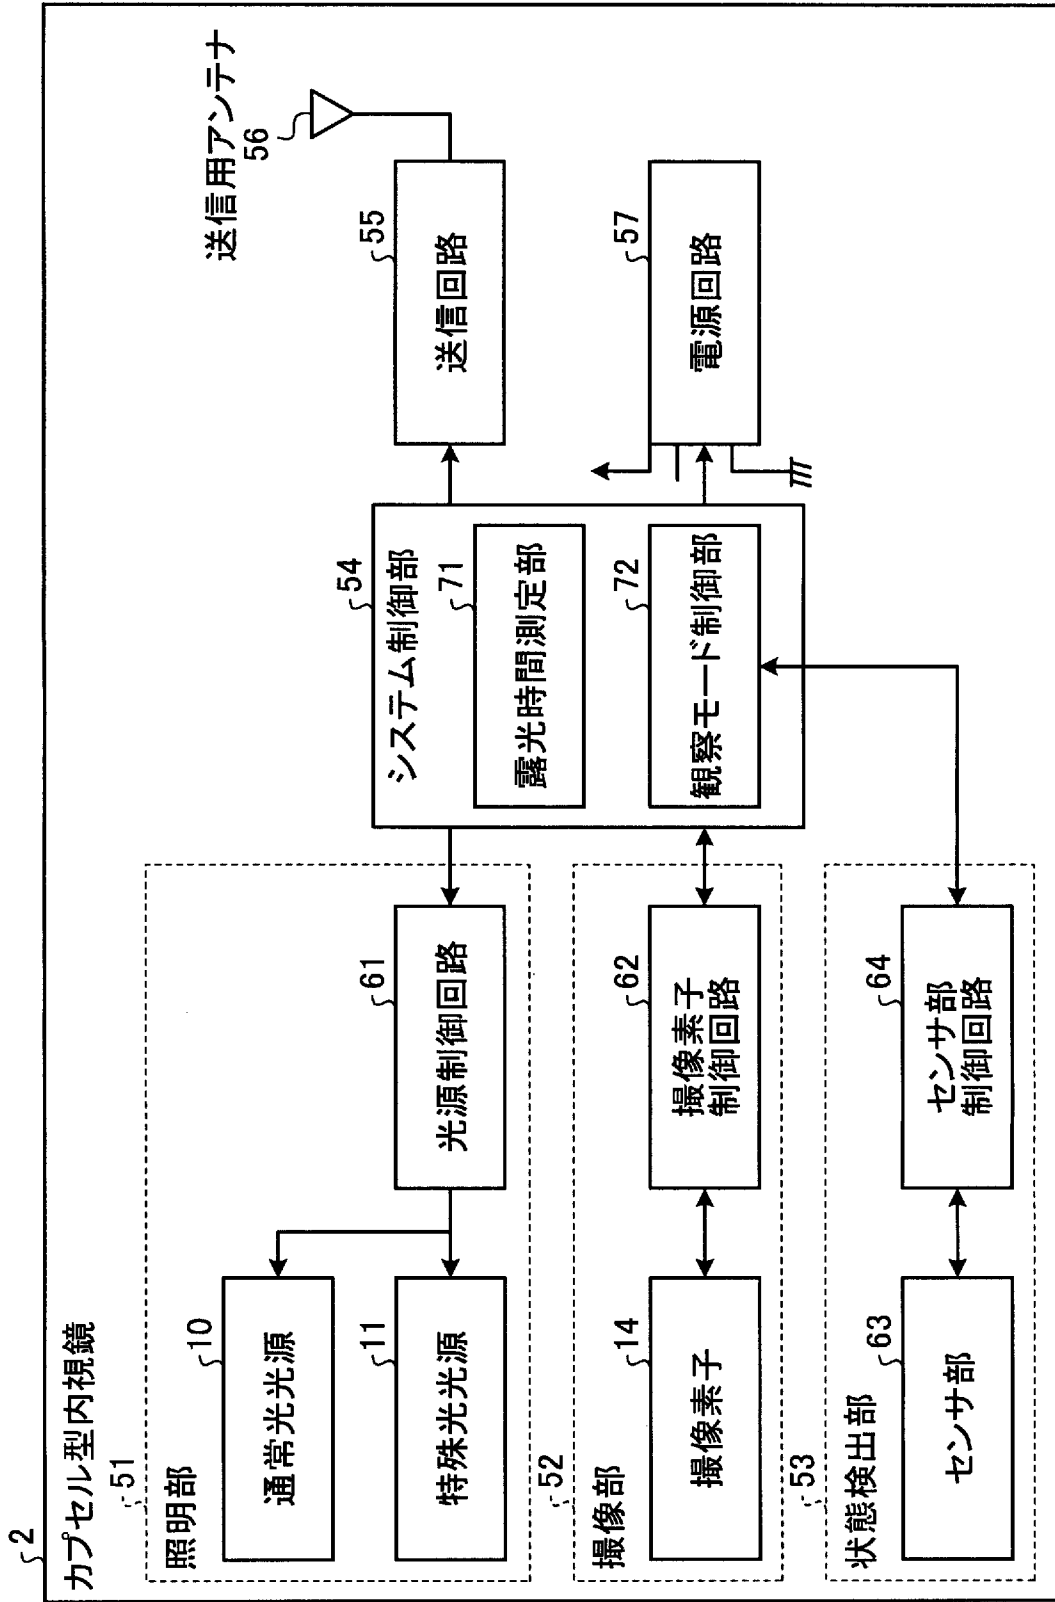 2
カプセル型内視鏡
51
照明部
10
通常光光源
11
特殊光光源
61
光源制御回路
52
撮像部
14
撮像素子
62
撮像素子
制御回路
53
状態検出部
63
センサ部
64
センサ部
制御回路
54
システム制御部
71
露光時間測定部
72
観察モード制御部
55
送信回路
送信用アンテナ
56
57
電源回路